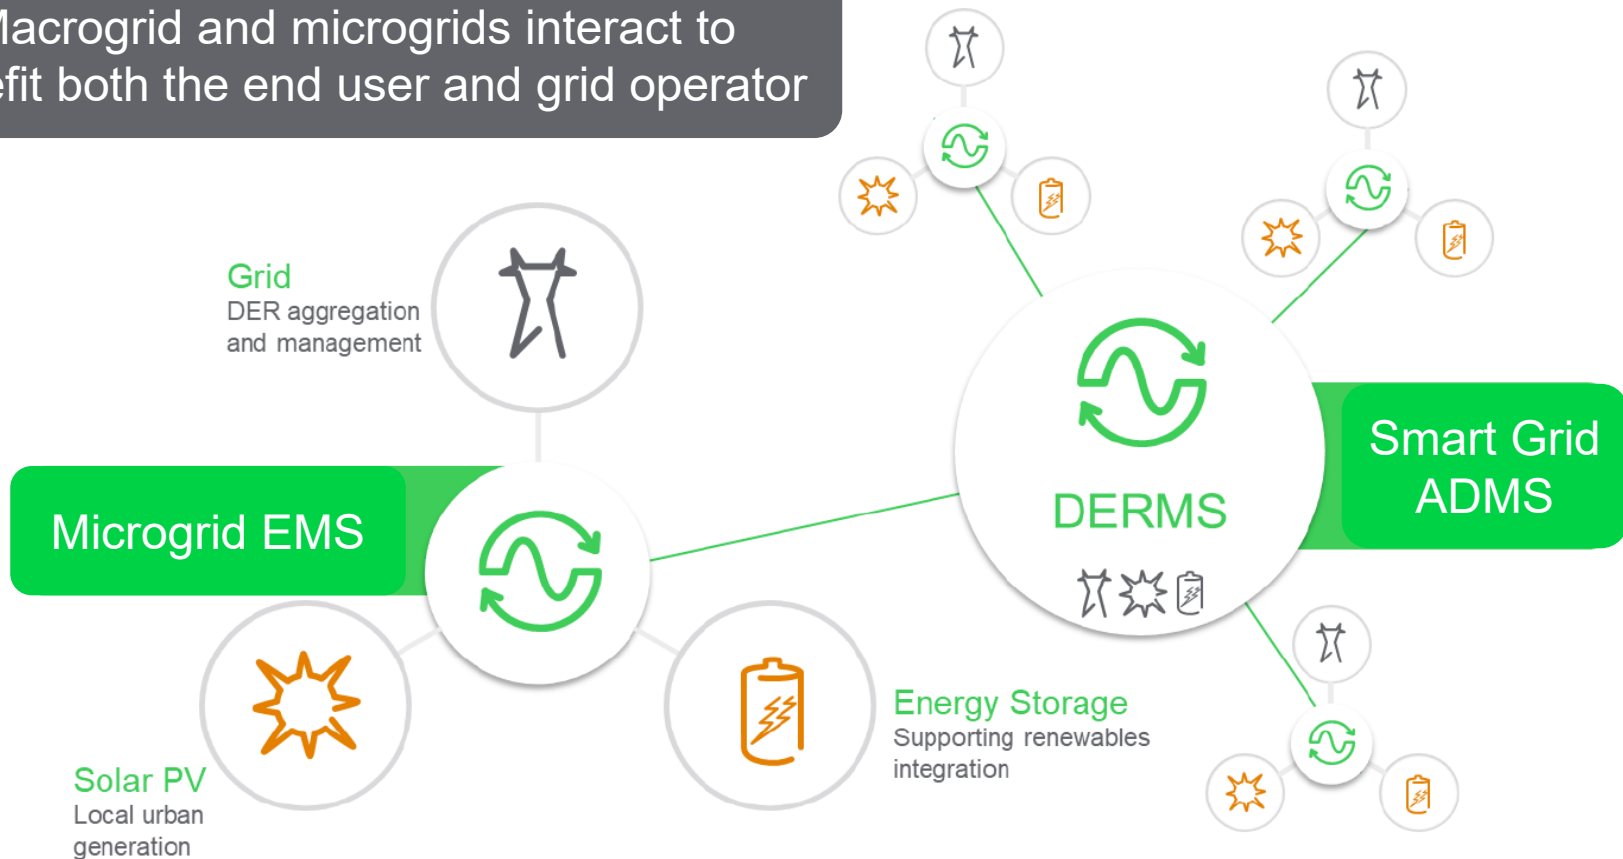 Macrogrid and microgrids interact to
efit both the end user and grid operator
Grid
DER aggregation
and management
Microgrid EMS
Solar PV
Local urban
generation
Energy Storage
Supporting renewables
integration
DERMS
Smart Grid
ADMS